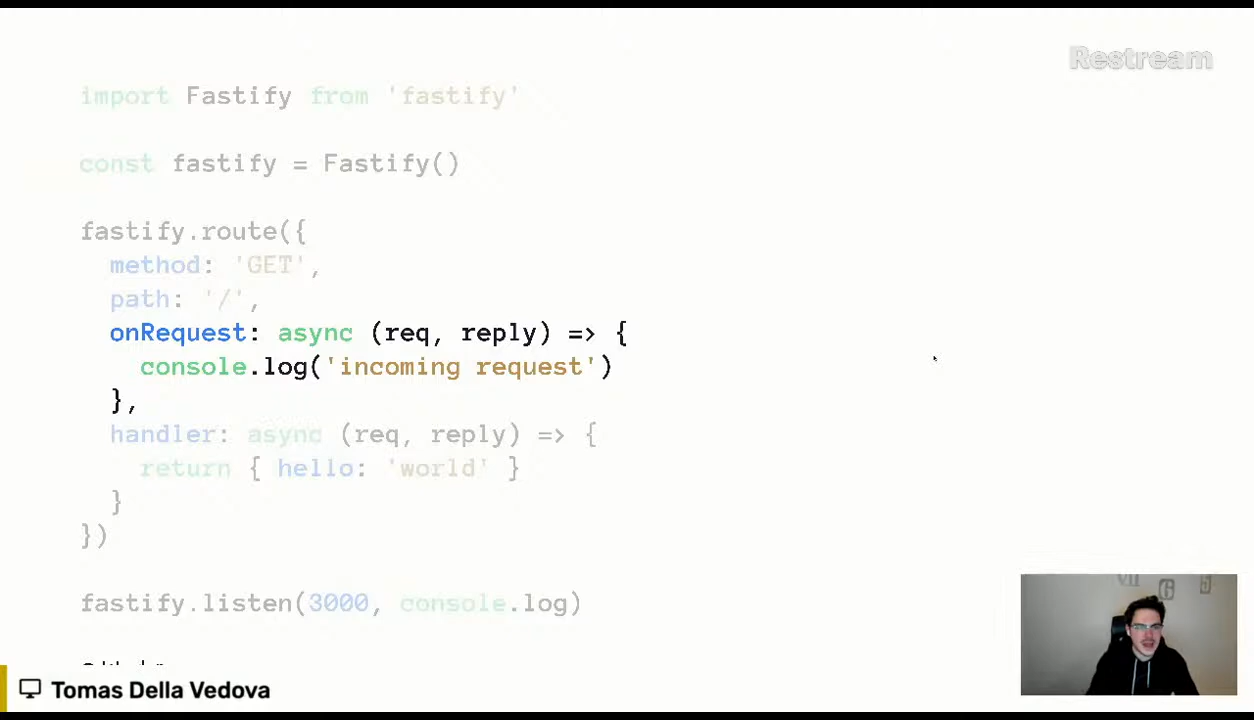 Restream
import Fastify from 'fastify'
const fastify = Fastify()
fastify.route({
method: 'GET',
path: '/',
onRequest: async (req, reply) => {
console.log('incoming request')
},
handler: async (req, reply) => {
return { hello: 'world' }
}
})
fastify.listen(3000, console.log)
Tomas Della Vedova